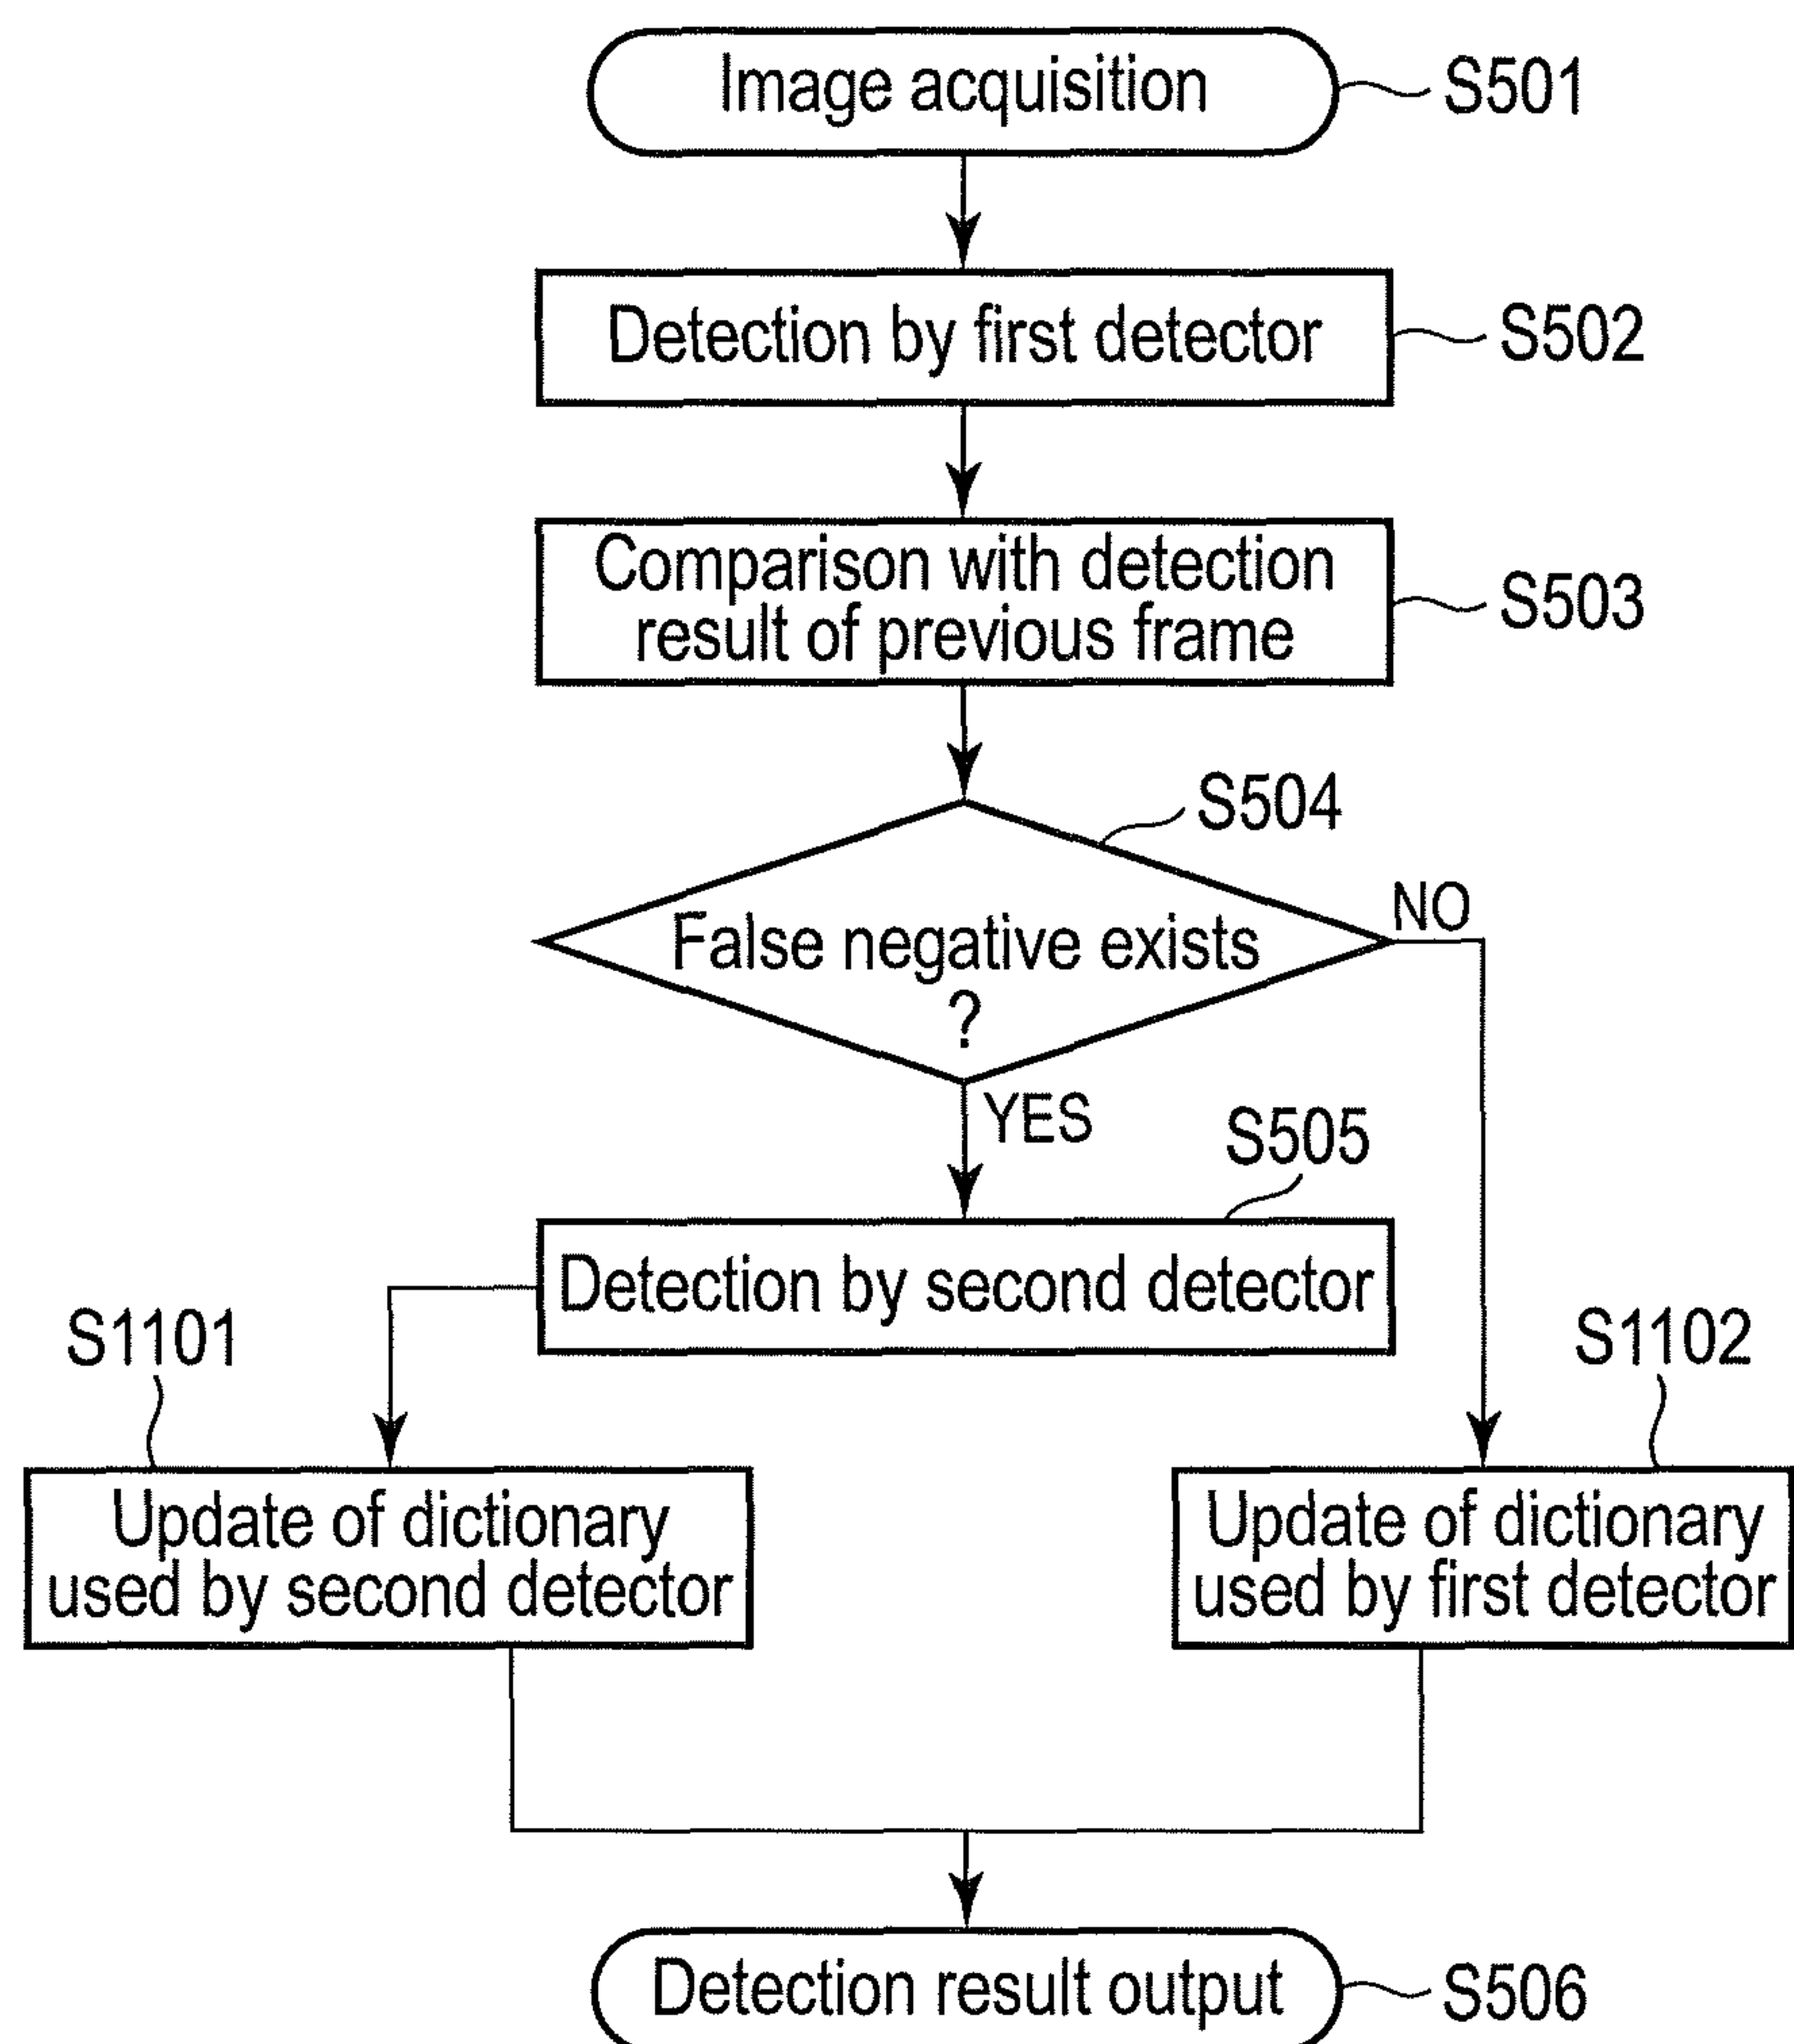 Image acquisition
S501
Detection by first detector
S502
Comparison with detection
result of previous frame
S503
S504
False negative exists
?
NO
YES
S505
Detection by second detector
S1101
S1102
Update of dictionary
used by second detector
Update of dictionary
used by first detector
Detection result output
S506